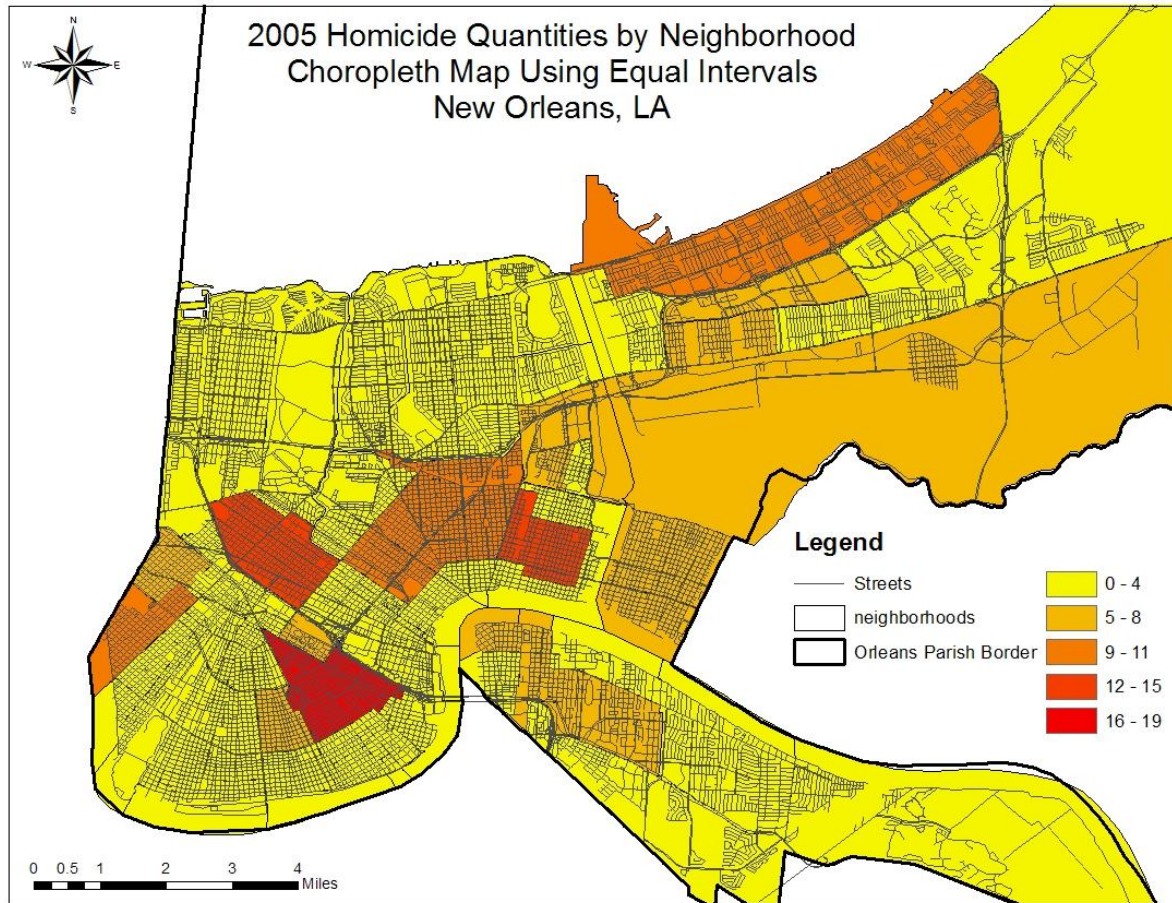 N
W E
S
2005 Homicide Quantities by Neighborhood
Choropleth Map Using Equal Intervals
New Orleans, LA
Legend
Streets
neighborhoods
Orleans Parish Border
0 - 4
5 - 8
9 - 11
12 - 15
16 - 19
0 0.5 1 2 3 4
Miles